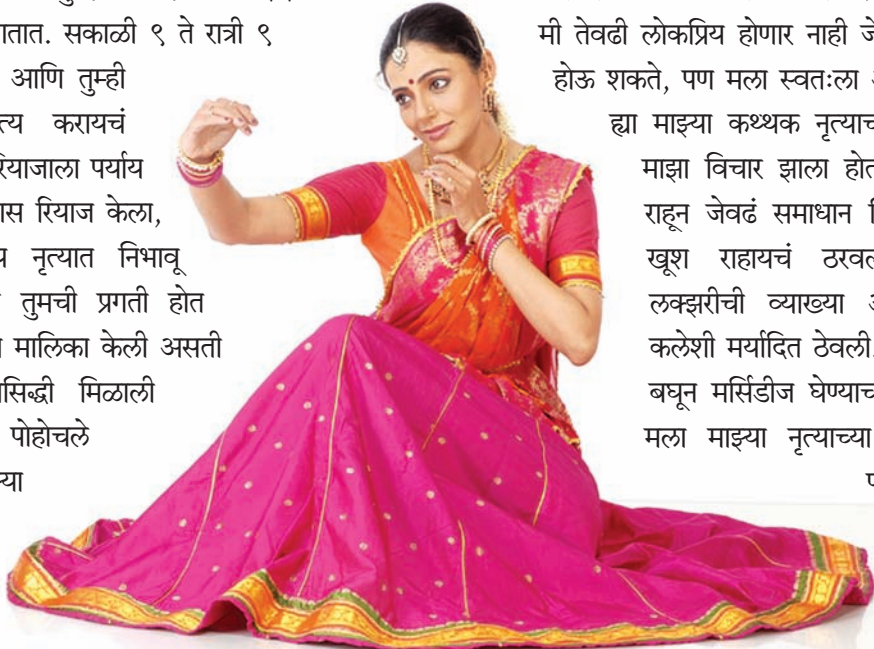 सकाळी ९ ते रात्री ९
आणि तुम्ही
करायचं
रियाजाला पर्याय
रियाज केला,
नृत्यात निभावू
तुमची प्रगती होत
मालिका केली असती
मिळाली
पोहोचले
मी तेवढी लोकप्रिय होणार नाही
होऊ शकते, पण मला स्वतःला
ह्या माझ्या कथ्थक
माझा विचार झाला
राहून जेवढं समाधान
खूश राहायचं
लक्झरीची व्याख्या
कलेशी मर्यादित ठेवली.
बघून मर्सिडीज
मला माझ्या नृत्याच्या